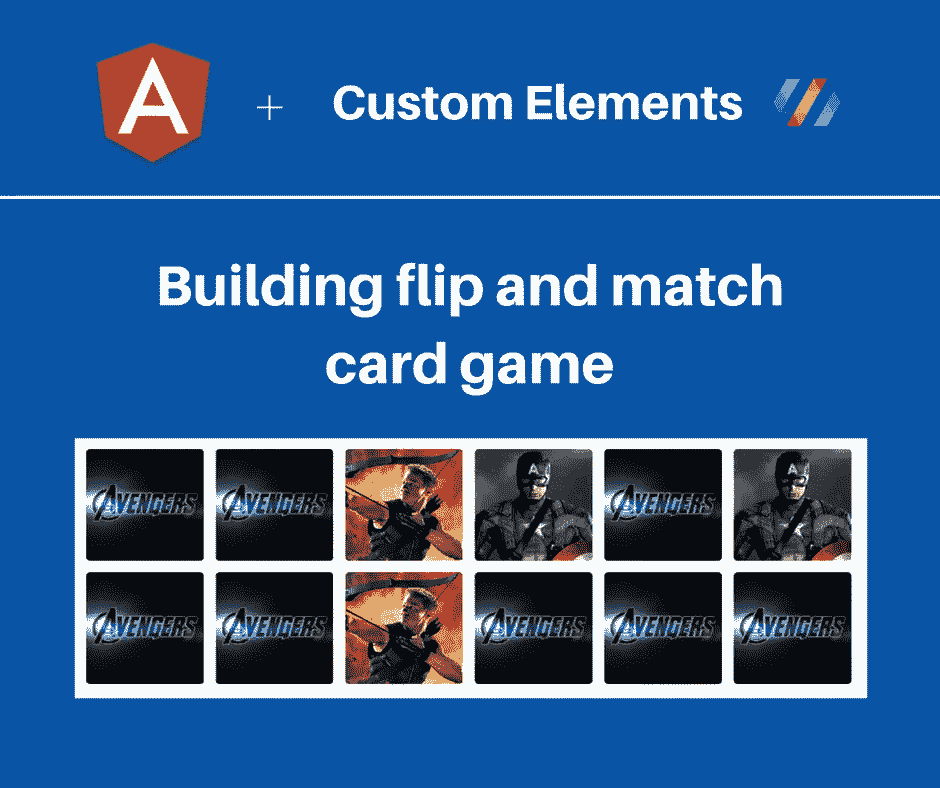 A + Custom Elements
Building flip and match
card game
AVENGERS AVENGERS A AVENGERS A
AVENGERS AVENGERS AVENGERS AVENGERS AVENGERS